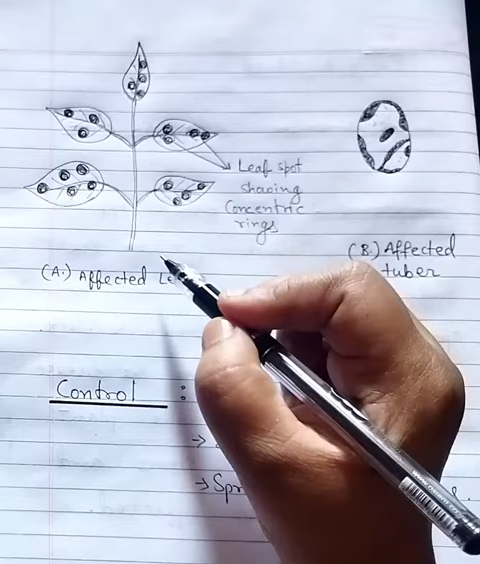 Leaf spot
showing
Concentric
rings
(B.) Affected
tuber
(A.) Affected
Control :
→
→ Spr